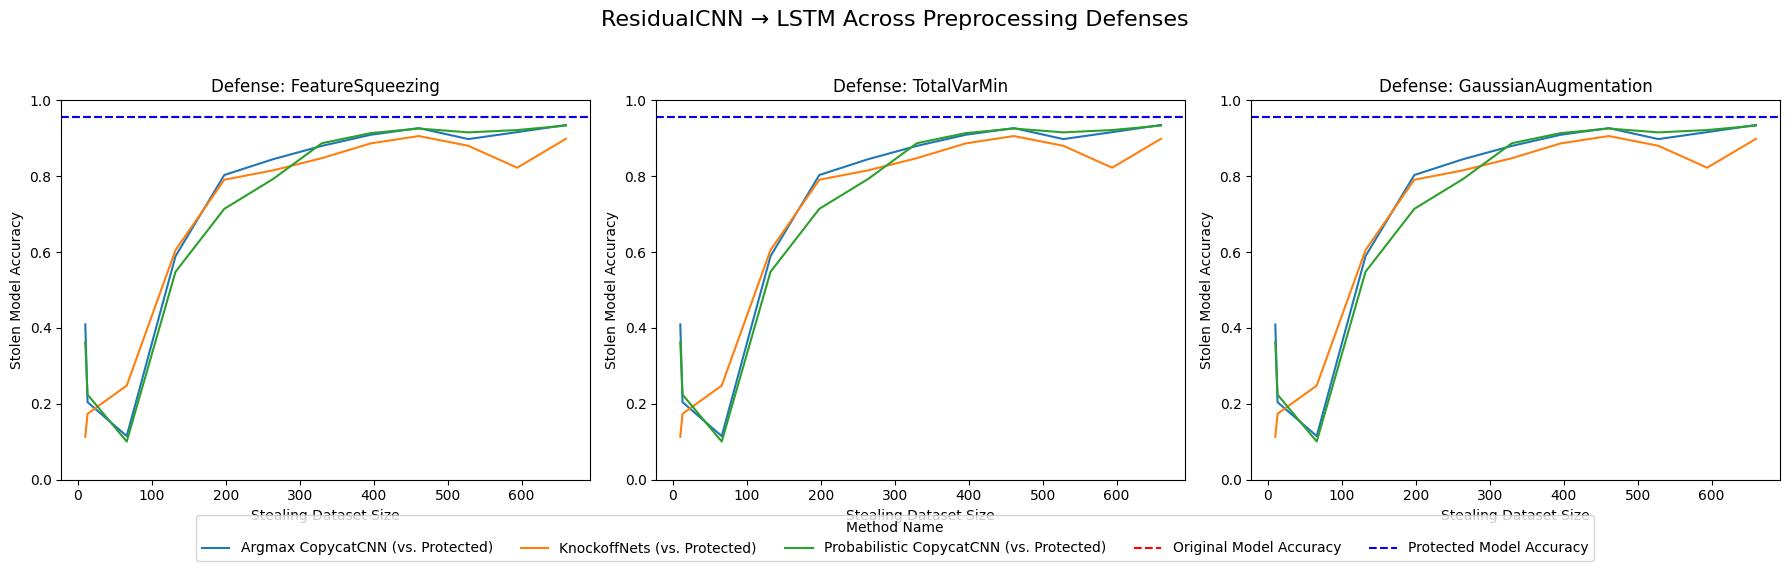 ResidualCNN → LSTM Across Preprocessing Defenses
Defense: FeatureSqueezing
1.0
0.8
0.6
0.4
0.2
0.0
Stolen Model Accuracy
0 100 200 300 400 500 600
Stealing Dataset Size
Defense: TotalVarMin
1.0
0.8
0.6
0.4
0.2
0.0
Stolen Model Accuracy
0 100 200 300 400 500 600
Stealing Dataset Size
Defense: GaussianAugmentation
1.0
0.8
0.6
0.4
0.2
0.0
Stolen Model Accuracy
0 100 200 300 400 500 600
Stealing Dataset Size
Method Name
Argmax CopycatCNN (vs. Protected) KnockoffNets (vs. Protected) Probabilistic CopycatCNN (vs. Protected) Original Model Accuracy Protected Model Accuracy